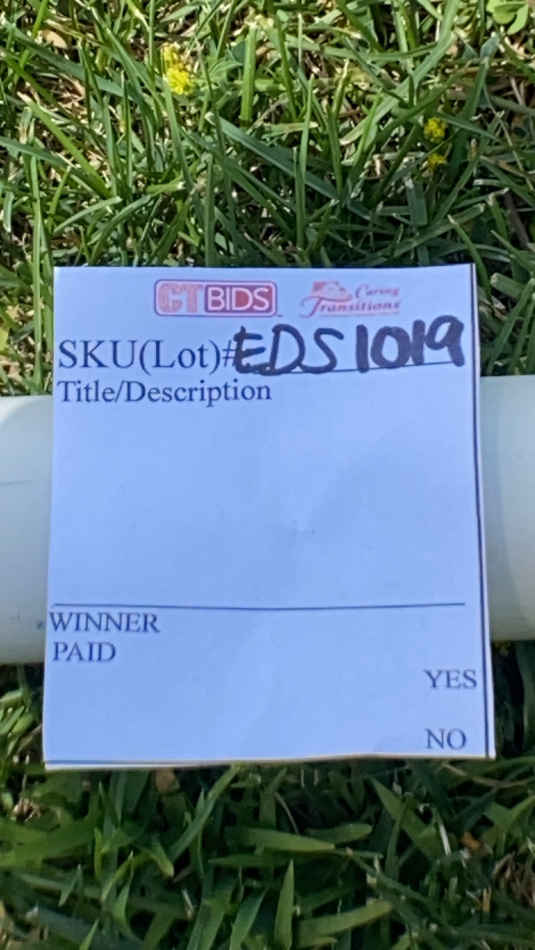 CTBIDS
Caring
Transitions
SKU(Lot)#EDS1019
Title/Description
WINNER
PAID
YES
NO